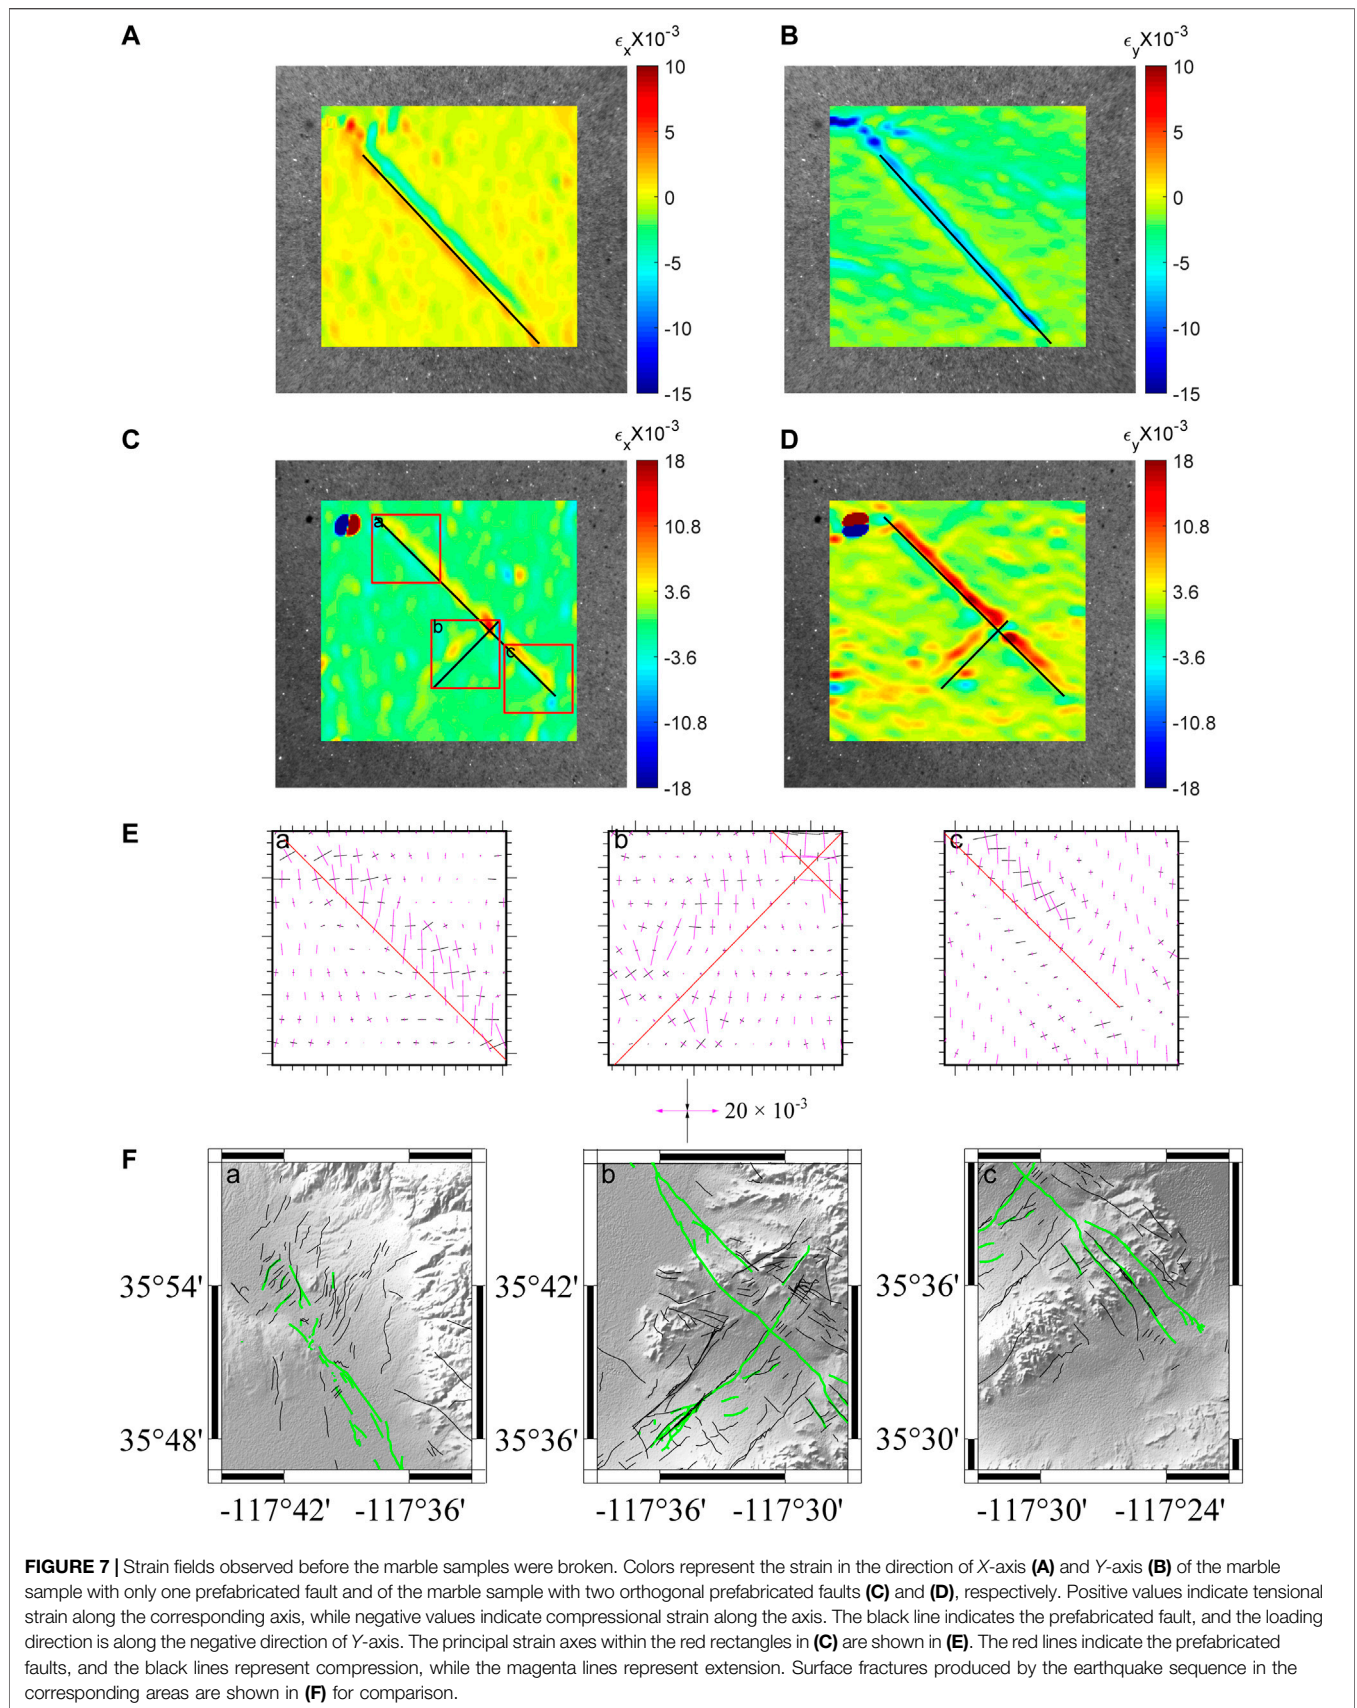 A
ϵxX10-3
10
5
0
-5
-10
-15
B
ϵyX10-3
10
5
0
-5
-10
-15
C
ϵxX10-3
18
10.8
3.6
-3.6
-10.8
-18
a
b
c
D
ϵyX10-3
18
10.8
3.6
-3.6
-10.8
-18
E
a
b
c
20 × 10-3
F
a
35°54'
35°48'
-117°42' -117°36'
b
35°42'
35°36'
-117°36' -117°30'
c
35°36'
35°30'
-117°30' -117°24'
FIGURE 7 | Strain fields observed before the marble samples were broken. Colors represent the strain in the direction of X-axis (A) and Y-axis (B) of the marble
sample with only one prefabricated fault and of the marble sample with two orthogonal prefabricated faults (C) and (D), respectively. Positive values indicate tensional
strain along the corresponding axis, while negative values indicate compressional strain along the axis. The black line indicates the prefabricated fault, and the loading
direction is along the negative direction of Y-axis. The principal strain axes within the red rectangles in (C) are shown in (E). The red lines indicate the prefabricated
faults, and the black lines represent compression, while the magenta lines represent extension. Surface fractures produced by the earthquake sequence in the
corresponding areas are shown in (F) for comparison.